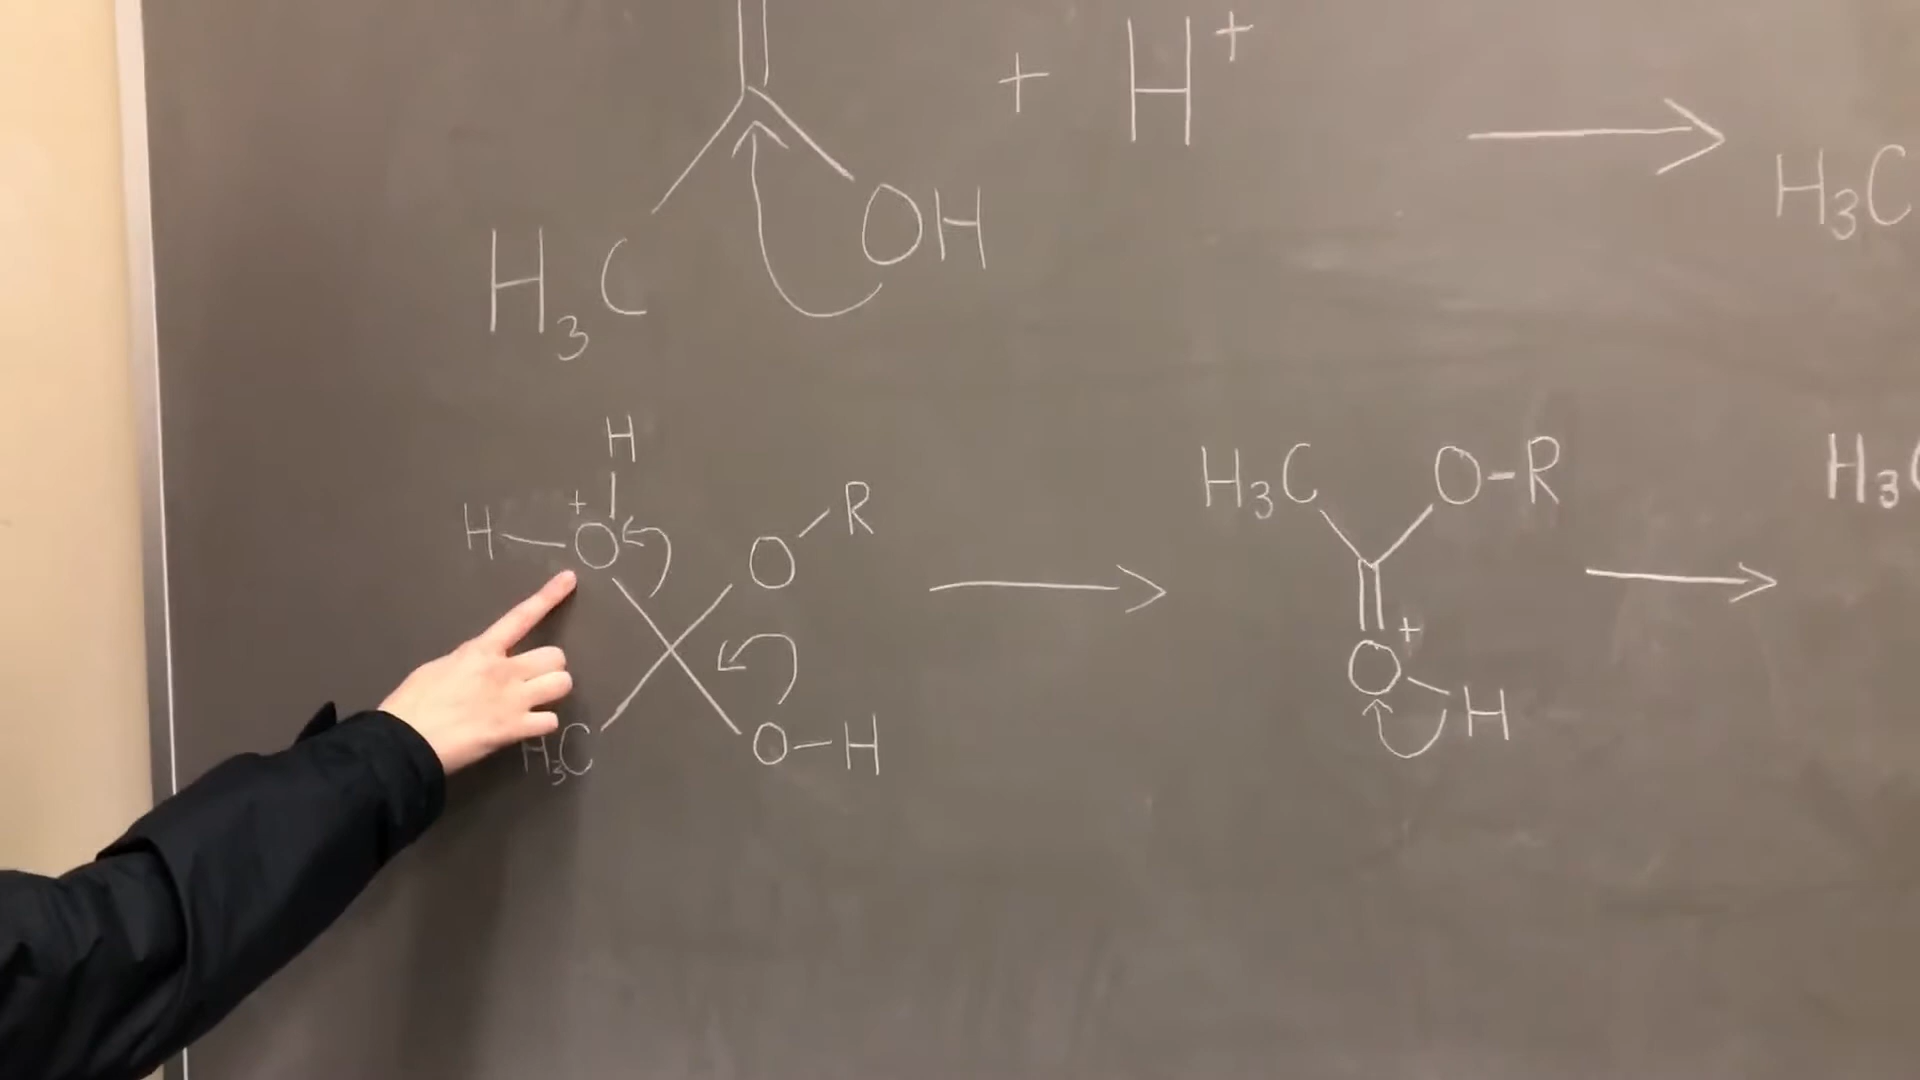 + H+
H3C OH
H3C
H
H-O+ O-R
H3C O-H
H3C O-R
O+
H
H3C